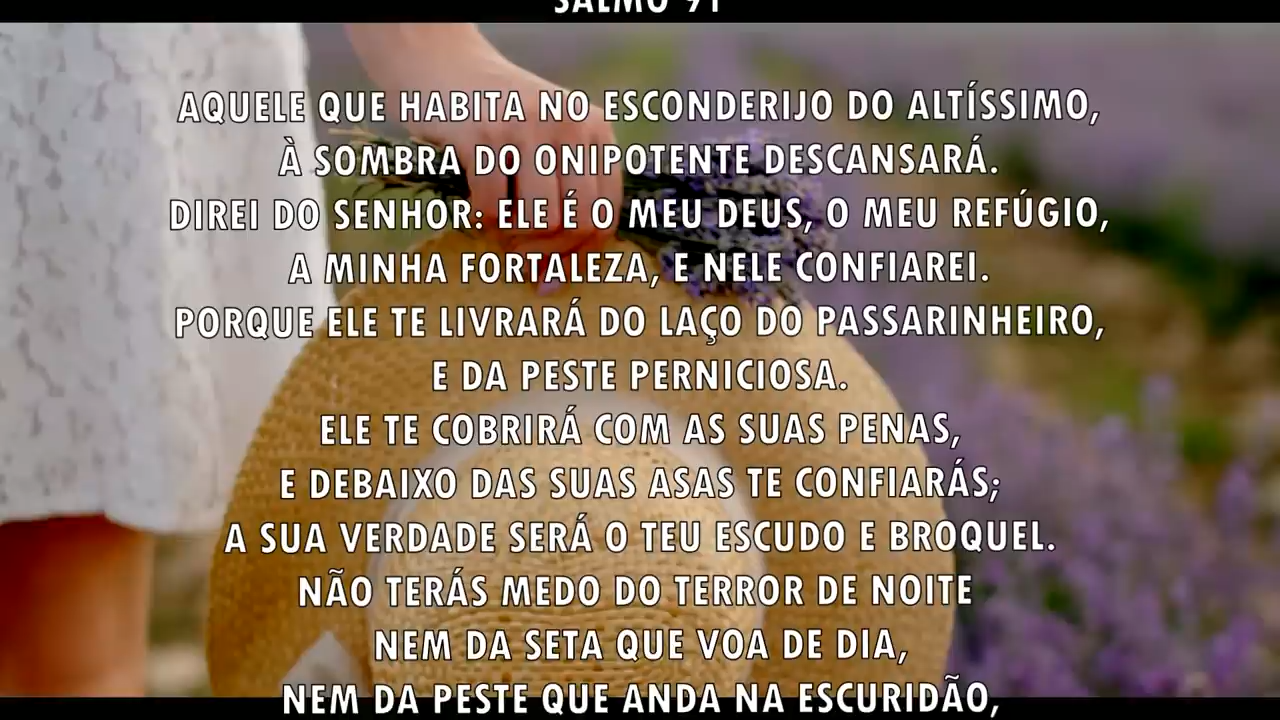 SALMO 91
AQUELE QUE HABITA NO ESCONDERIJO DO ALTÍSSIMO,
À SOMBRA DO ONIPOTENTE DESCANSARÁ.
DIREI DO SENHOR: ELE É O MEU DEUS, O MEU REFÚGIO,
A MINHA FORTALEZA, E NELE CONFIAREI.
PORQUE ELE TE LIVRARÁ DO LAÇO DO PASSARINHEIRO,
E DA PESTE PERNICIOSA.
ELE TE COBRIRÁ COM AS SUAS PENAS,
E DEBAIXO DAS SUAS ASAS TE CONFIARÁS;
A SUA VERDADE SERÁ O TEU ESCUDO E BROQUEL.
NÃO TERÁS MEDO DO TERROR DE NOITE
NEM DA SETA QUE VOA DE DIA,
NEM DA PESTE QUE ANDA NA ESCURIDÃO,